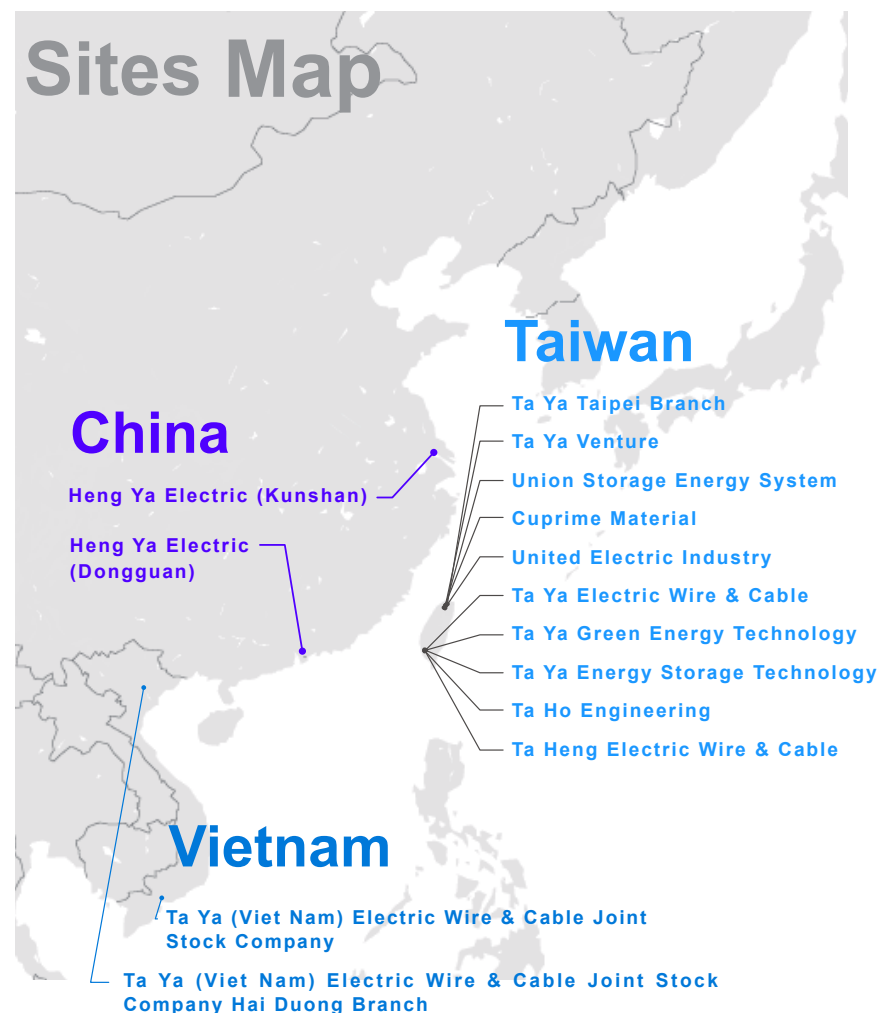 Sites Map
Taiwan
Ta Ya Taipei Branch
Ta Ya Venture
Union Storage Energy System
Cuprime Material
United Electric Industry
Ta Ya Electric Wire & Cable
Ta Ya Green Energy Technology
Ta Ya Energy Storage Technology
Ta Ho Engineering
Ta Heng Electric Wire & Cable
China
Heng Ya Electric (Kunshan)
Heng Ya Electric
(Dongguan)
Vietnam
Ta Ya (Viet Nam) Electric Wire & Cable Joint
Stock Company
Ta Ya (Viet Nam) Electric Wire & Cable Joint Stock
Company Hai Duong Branch